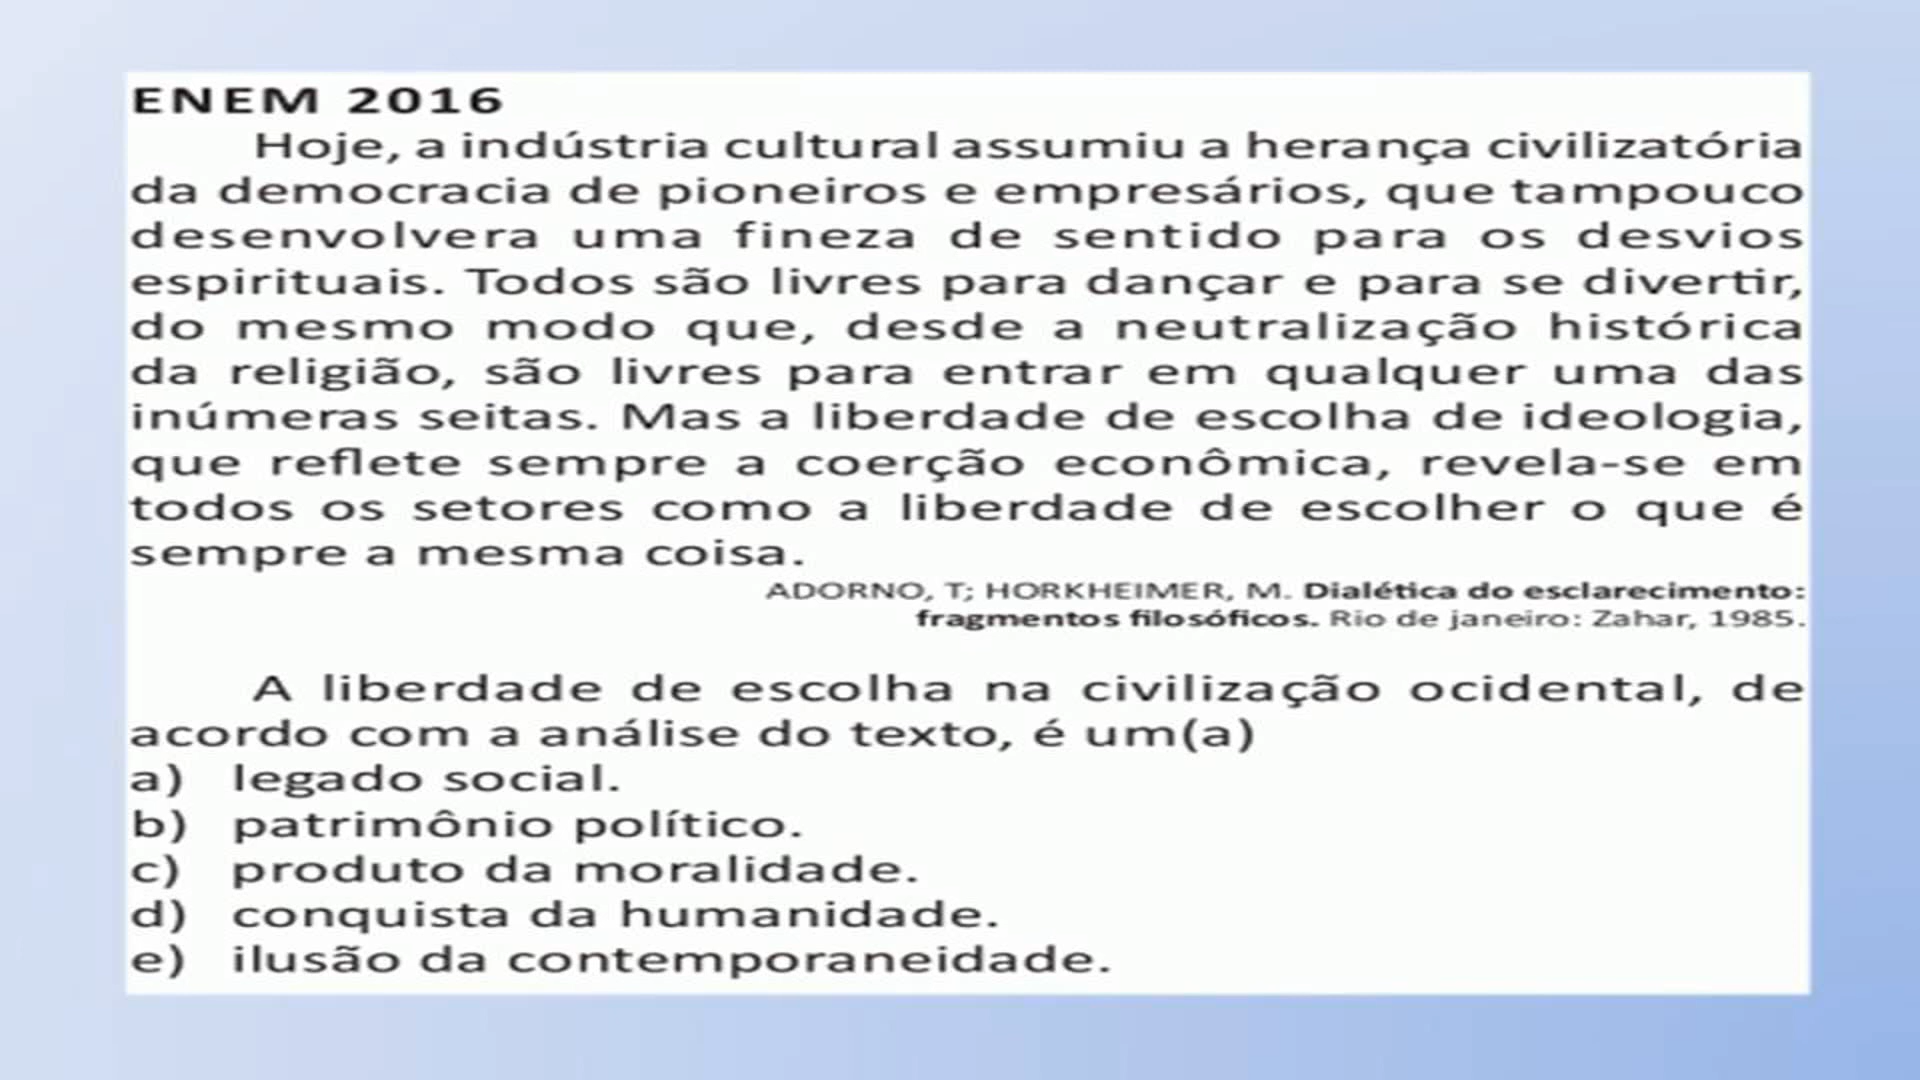 ENEM 2016
Hoje, a indústria cultural assumiu a herança civilizatória
da democracia de pioneiros e empresários, que tampouco
desenvolvera uma fineza de sentido para os desvios
espirituais. Todos são livres para dançar e para se divertir,
do mesmo modo que, desde a neutralização histórica
da religião, são livres para entrar em qualquer uma das
inúmeras seitas. Mas a liberdade de escolha de ideologia,
que reflete sempre a coerção econômica, revela-se em
todos os setores como a liberdade de escolher o que é
sempre a mesma coisa.
ADORNO, T; HORKHEIMER, M. Dialética do esclarecimento:
fragmentos filosóficos. Rio de janeiro: Zahar, 1985.
A liberdade de escolha na civilização ocidental, de
acordo com a análise do texto, é um(a)
a) legado social.
b) patrimônio político.
c) produto da moralidade.
d) conquista da humanidade.
e) ilusão da contemporaneidade.